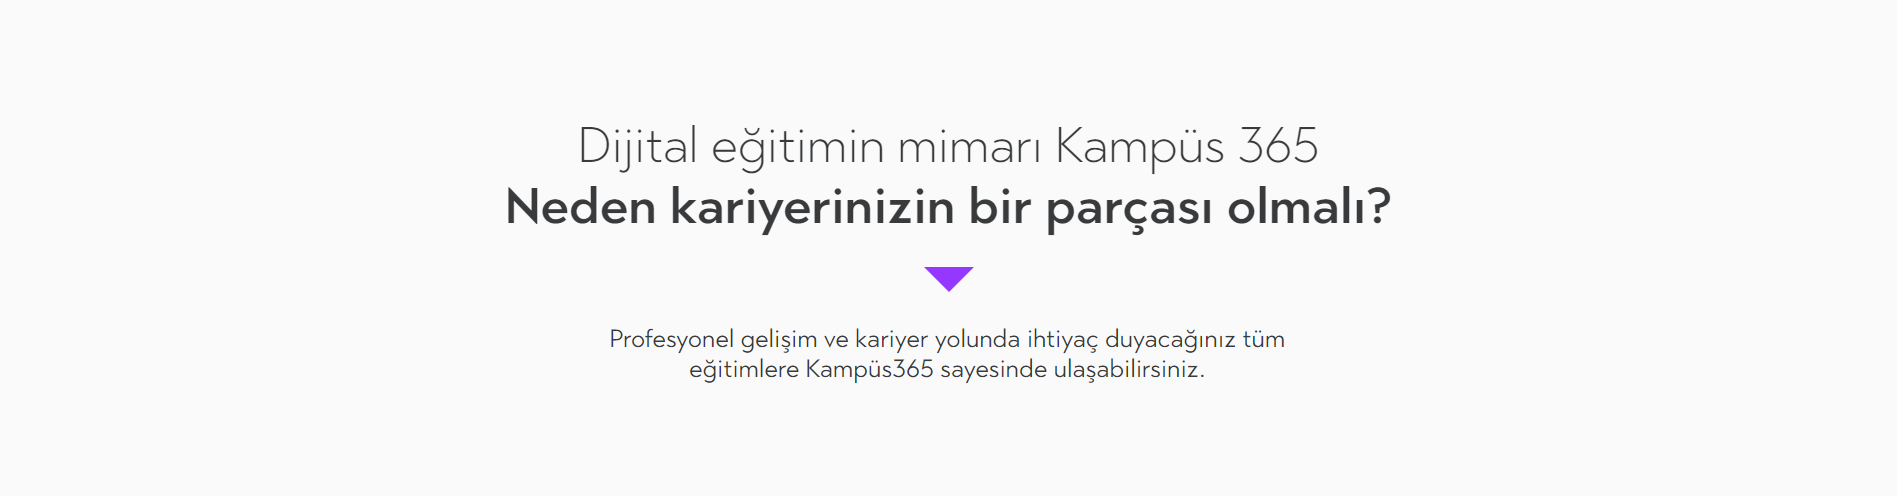 Dijital eğitimin mimarı Kampüs 365
Neden kariyerinizin bir parçası olmalı?
Profesyonel gelişim ve kariyer yolunda ihtiyaç duyacağınız tüm
eğitimlere Kampüs365 sayesinde ulaşabilirsiniz.